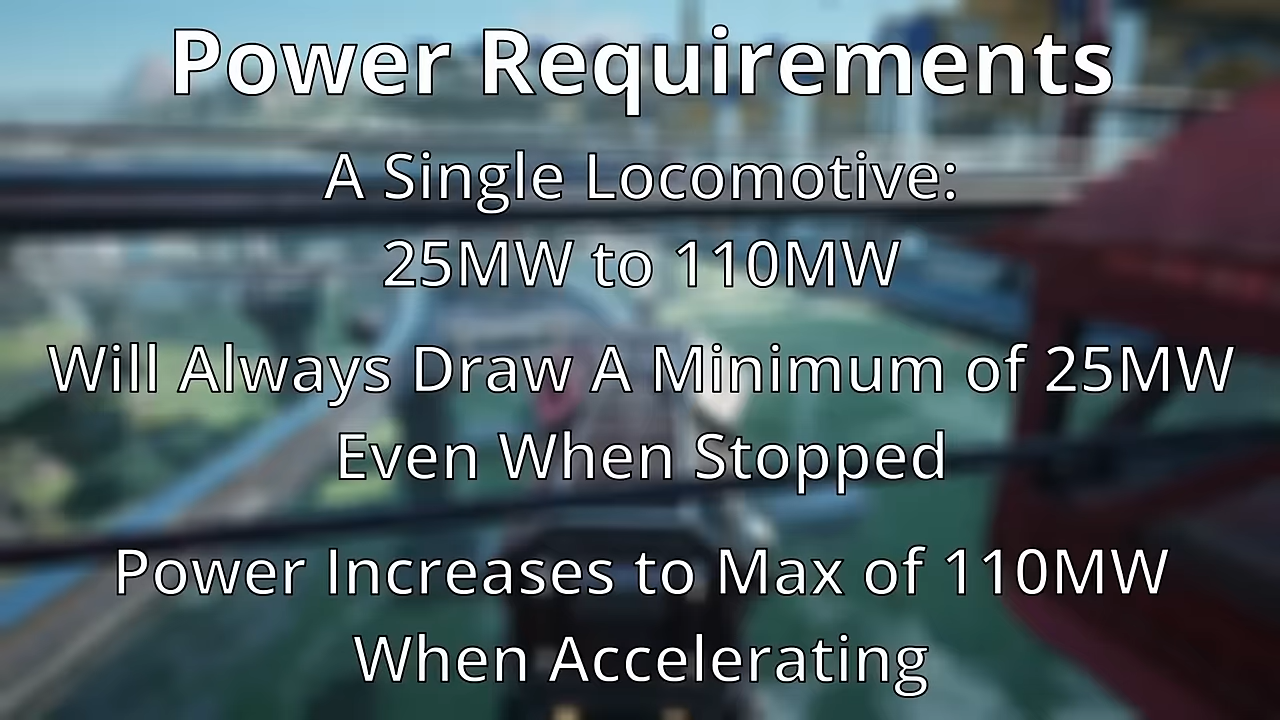 Power Requirements
A Single Locomotive:
25MW to 110MW
Will Always Draw A Minimum of 25MW
Even When Stopped
Power Increases to Max of 110MW
When Accelerating